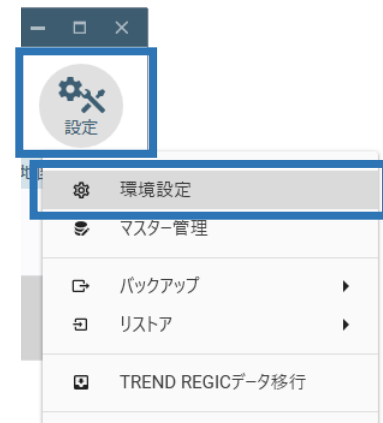 設定
地
環境設定
マスター管理
バックアップ
リストア
TREND REGICデータ移行